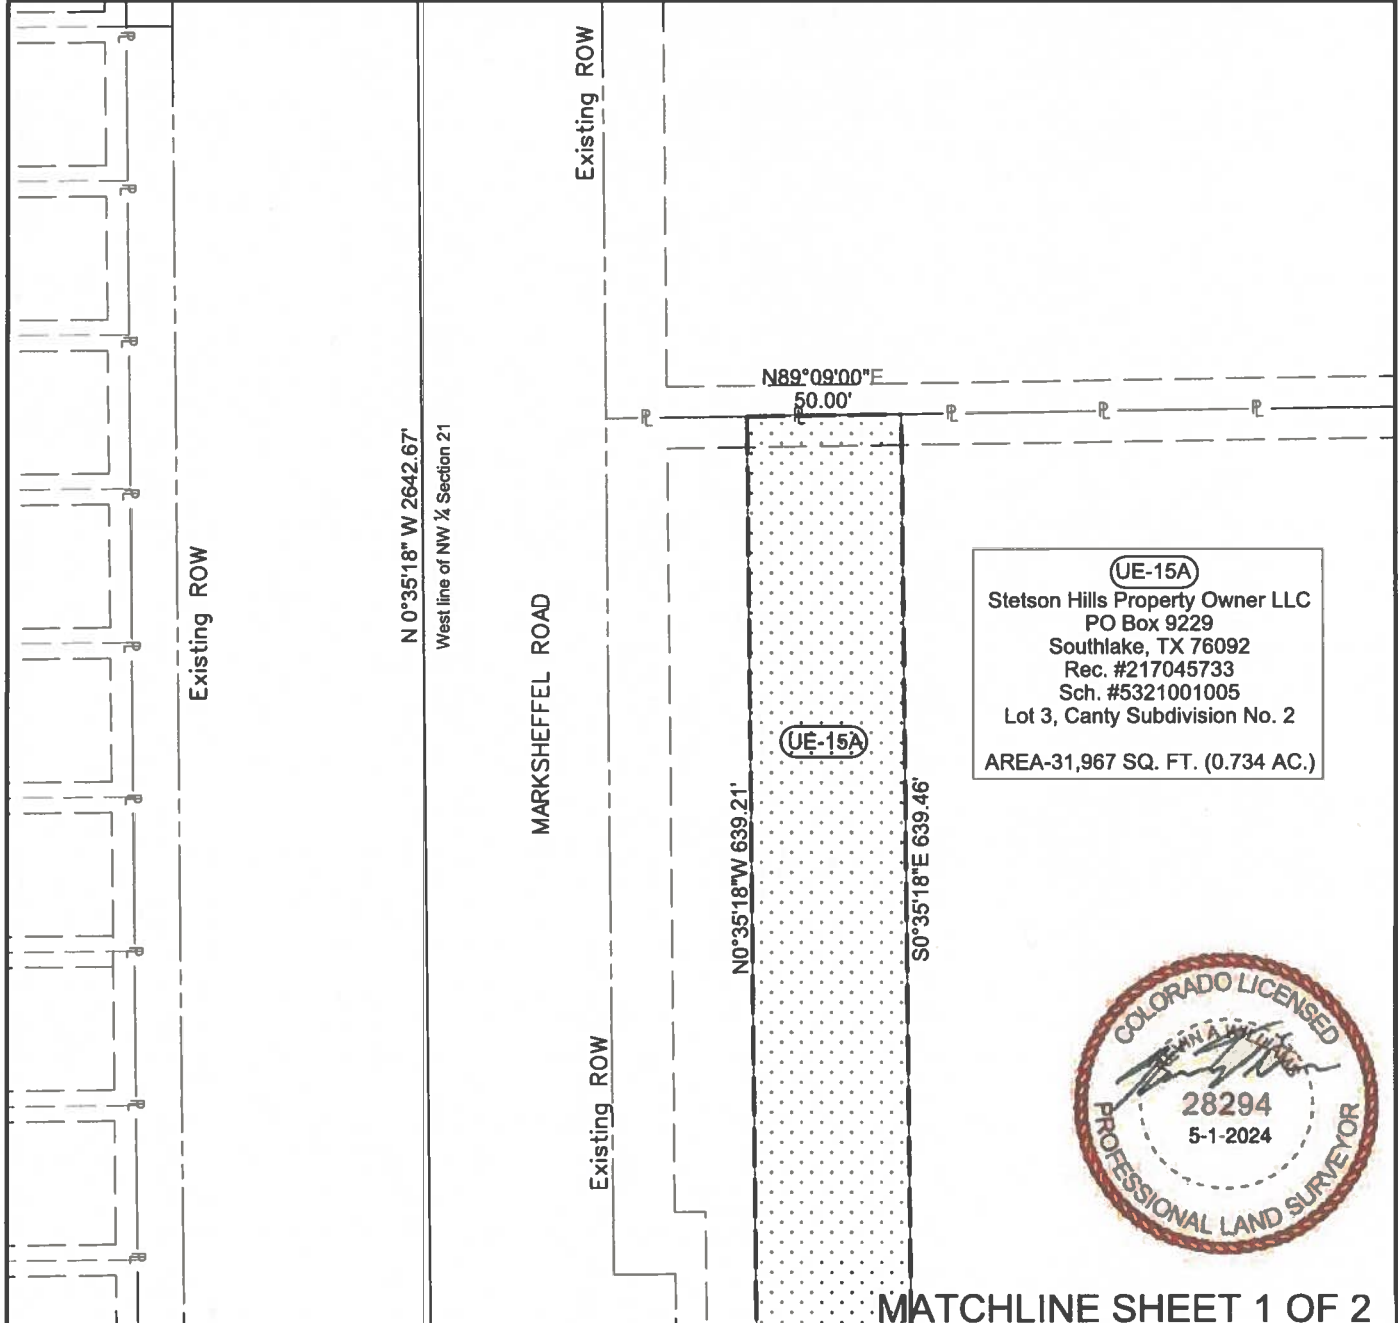 Existing ROW
N89°09'00"E
50.00'
N 0°35'18" W 2642.67'
West line of NW ¼ Section 21
Existing ROW
MARKSHEFFEL ROAD
UE-15A
Stetson Hills Property Owner LLC
PO Box 9229
Southlake, TX 76092
Rec. #217045733
Sch. #5321001005
Lot 3, Canty Subdivision No. 2
AREA-31,967 SQ. FT. (0.734 AC.)
UE-15A
N0°35'18"W 639.21'
S0°35'18"E 639.46'
Existing ROW
COLORADO LICENSED
28294
5-1-2024
PROFESSIONAL LAND SURVEYOR
MATCHLINE SHEET 1 OF 2